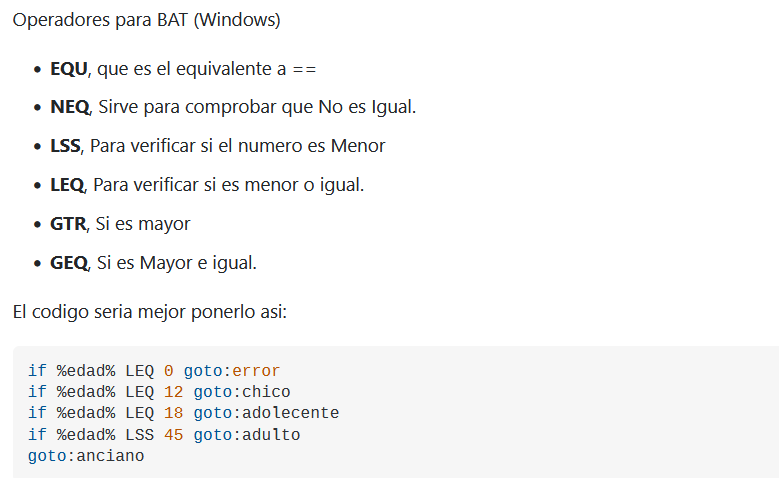 Operadores para BAT (Windows)
• EQU, que es el equivalente a ==
• NEQ, Sirve para comprobar que No es Igual.
• LSS, Para verificar si el numero es Menor
• LEQ, Para verificar si es menor o igual.
• GTR, Si es mayor
• GEQ, Si es Mayor e igual.
El codigo seria mejor ponerlo asi:
if %edad% LEQ 0 goto:error
if %edad% LEQ 12 goto:chico
if %edad% LEQ 18 goto:adolecente
if %edad% LSS 45 goto:adulto
goto:anciano